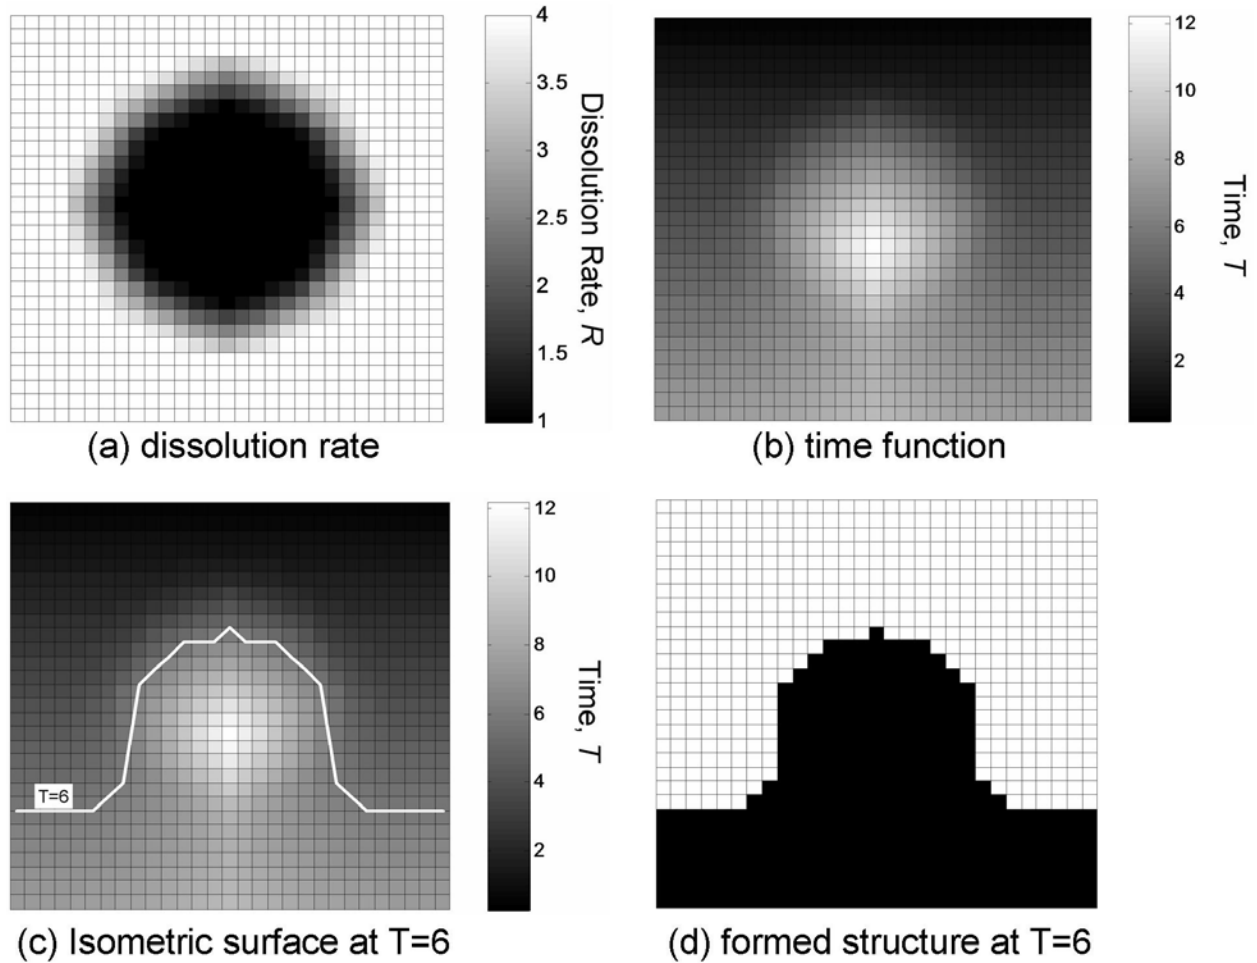 4
3.5
3
2.5
2
1.5
1
Dissolution Rate, R
(a) dissolution rate
12
10
8
6
4
2
Time, T
(b) time function
T=6
12
10
8
6
4
2
Time, T
(c) Isometric surface at T=6
(d) formed structure at T=6